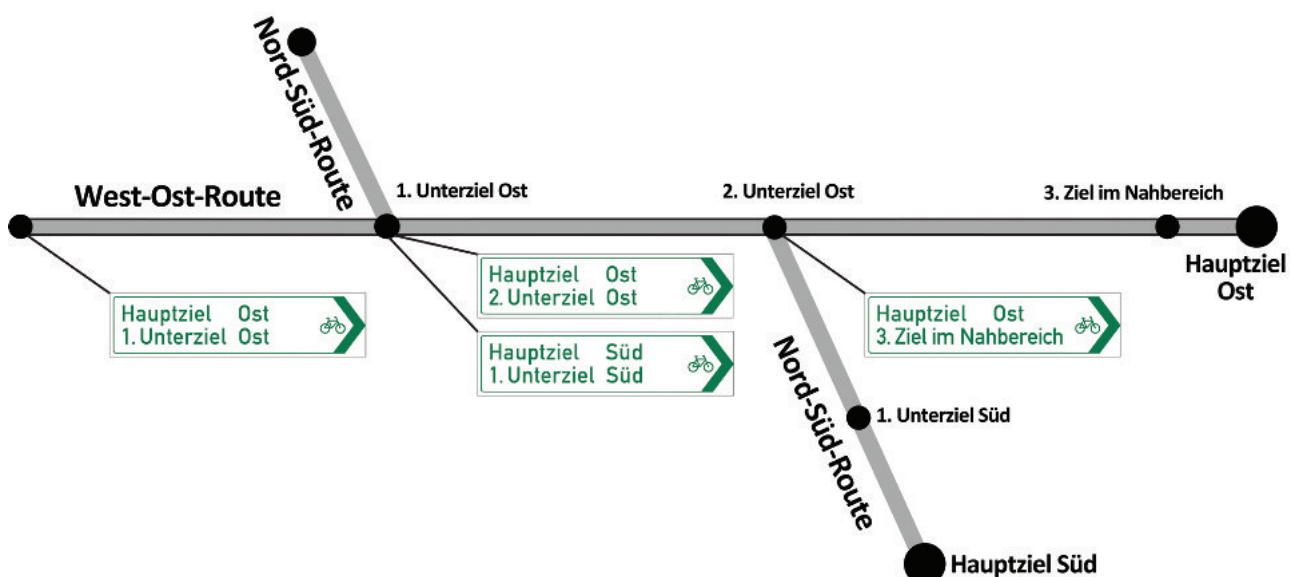 Nord-Süd-Route
West-Ost-Route
1. Unterziel Ost
2. Unterziel Ost
3. Ziel im Nahbereich
Hauptziel
Ost
Hauptziel Ost
1. Unterziel Ost
Hauptziel Ost
2. Unterziel Ost
Hauptziel Süd
1. Unterziel Süd
Hauptziel Ost
3. Ziel im Nahbereich
Nord-Süd-Route
1. Unterziel Süd
Hauptziel Süd